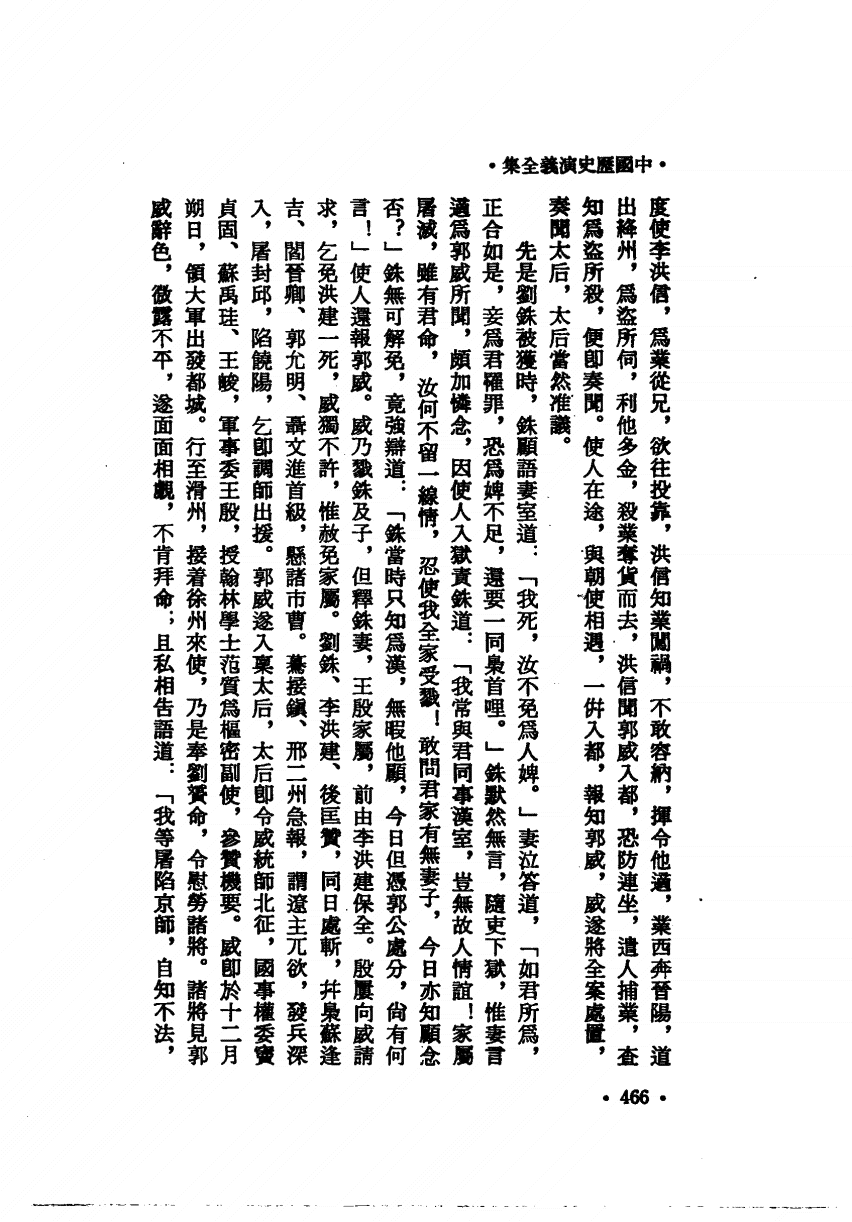 •中國歷史演義全集•
度使李洪信，爲業從兄，欲往投靠，洪信知業闖禍，不敢容納，揮令他適，業西奔晉陽，道
出絳州，爲盜所伺，利他多金，殺業奪貨而去，洪信聞郭威入都，恐防連坐，遣人捕業，查
知爲盜所殺，便卽奏聞。使人在途，與朝使相遇，一併入都，報知郭威，威遂將全案處置，
奏聞太后，太后當然准議。
先是劉銖被獲時，銖顧語妻室道：「我死，汝不免爲人婢。」妻泣答道，「如君所爲，
正合如是，妾爲君罹罪，恐爲婢不足，還要一同梟首哩。」銖默然無言，隨吏下獄，惟妻言
適爲郭威所聞，頗加憐念，因使人入獄責銖道：「我常與君同事漢室，豈無故人情誼！家屬
屠滅，雖有君命，汝何不留一線情，忍使我全家受戮！敢問君家有無妻子，今日亦知顧念
否？」銖無可解免，竟強辯道：「銖當時只知爲漢，無暇他顧，今日但憑郭公處分，尙有何
言！」使人還報郭威。威乃戮銖及子，但釋銖妻，王殷家屬，前由李洪建保全。殷屢向威請
求，乞免洪建一死，威獨不許，惟赦免家屬。劉銖、李洪建、後匡贊，同日處斬，幷梟蘇逢
吉、閻晉卿、郭允明、聶文進首級，懸諸市曹。驀接鎭、邢二州急報，謂遼主兀欲，發兵深
入，屠封邱，陷饒陽，乞卽調師出援。郭威遂入稟太后，太后卽令威統師北征，國事權委竇
貞固、蘇禹珪、王峻，軍事委王殷，授翰林學士范質爲樞密副使，參贊機要。威卽於十二月
朔日，領大軍出發都城。行至滑州，接着徐州來使，乃是奉劉贇命，令慰勞諸將。諸將見郭
威辭色，微露不平，遂面面相覷，不肯拜命；且私相告語道：「我等屠陷京師，自知不法，
•466•